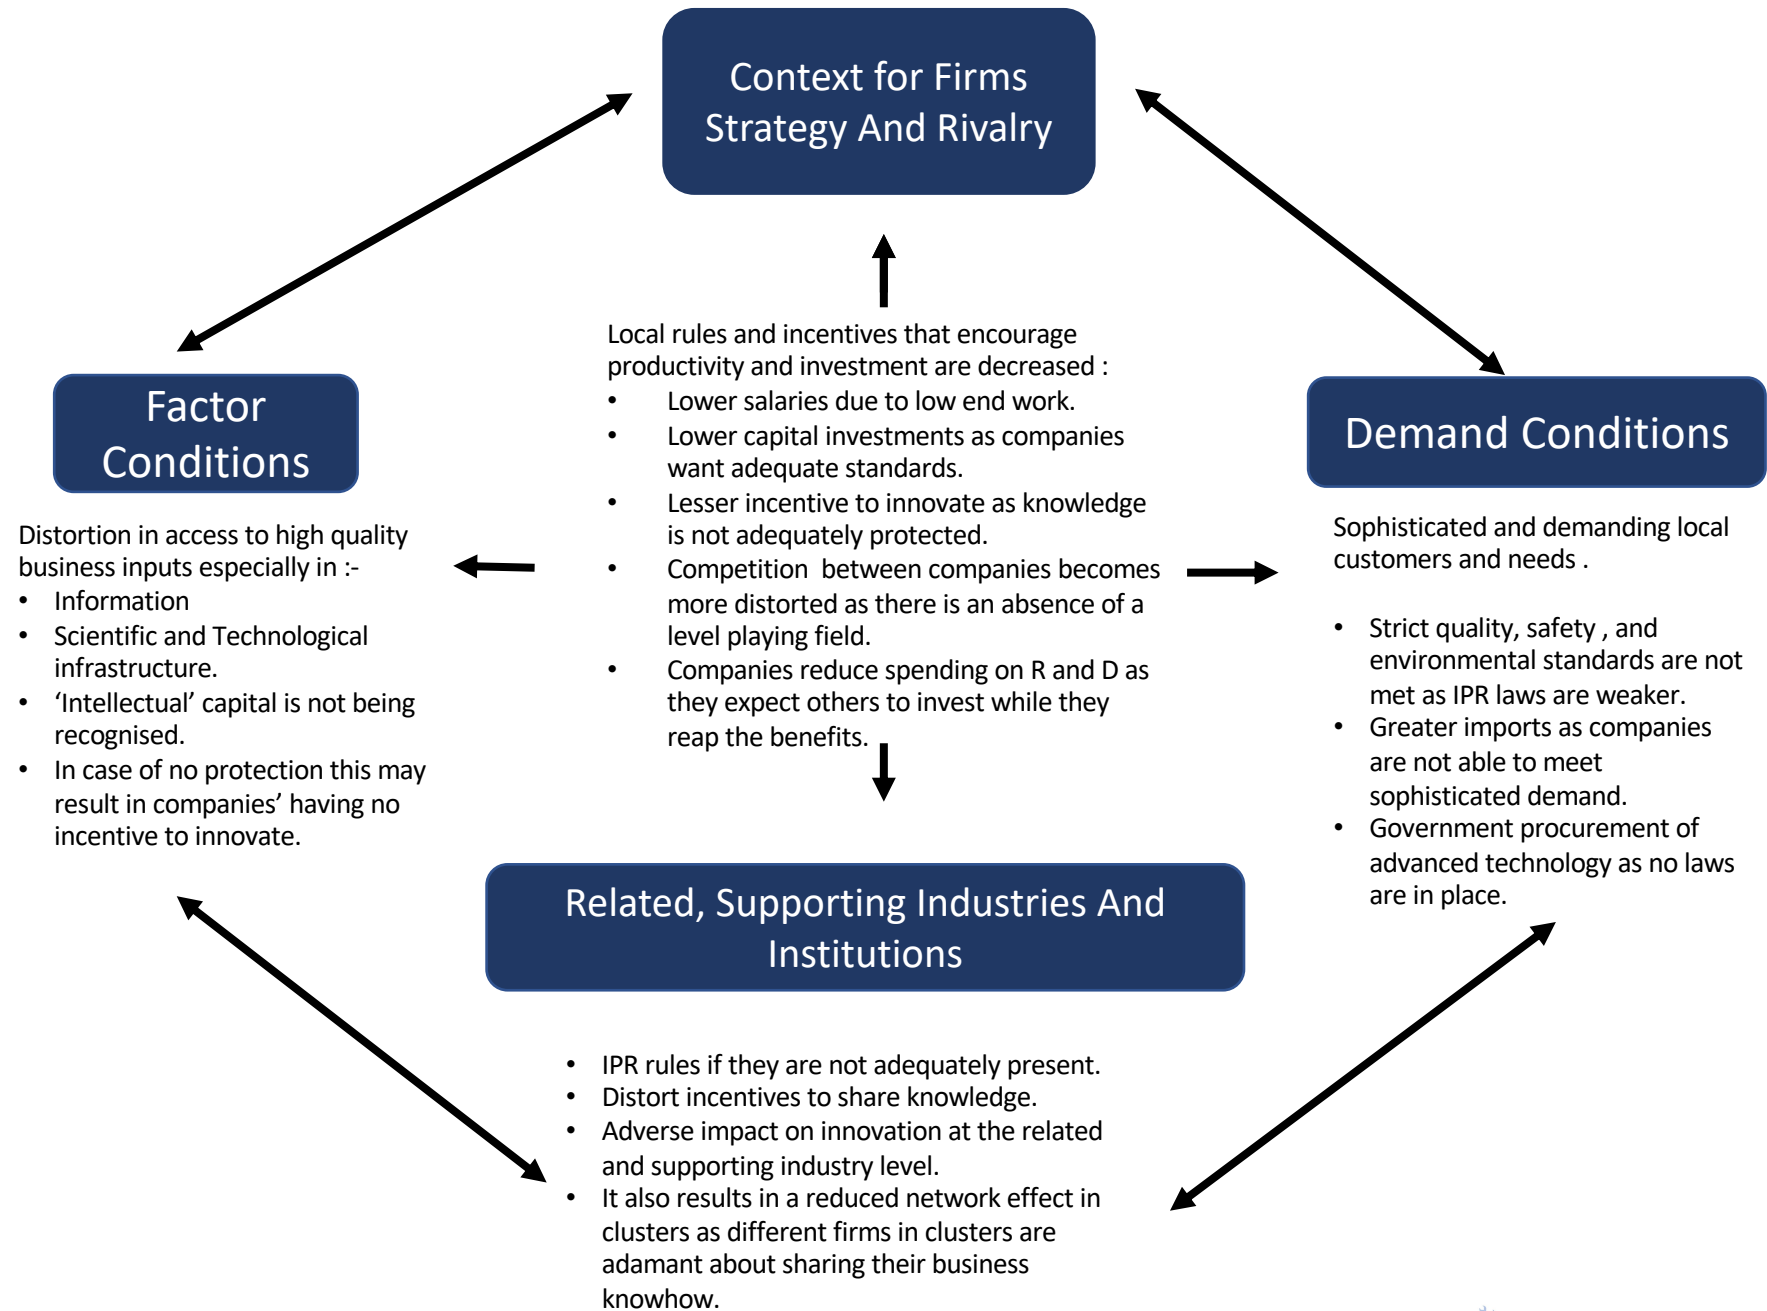 Context for Firms
Strategy And Rivalry
Local rules and incentives that encourage
productivity and investment are decreased :
• Lower salaries due to low end work.
• Lower capital investments as companies
want adequate standards.
• Lesser incentive to innovate as knowledge
is not adequately protected.
• Competition between companies becomes
more distorted as there is an absence of a
level playing field.
• Companies reduce spending on R and D as
they expect others to invest while they
reap the benefits.
Factor
Conditions
Distortion in access to high quality
business inputs especially in :-
• Information
• Scientific and Technological
infrastructure.
• ‘Intellectual’ capital is not being
recognised.
• In case of no protection this may
result in companies’ having no
incentive to innovate.
Demand Conditions
Sophisticated and demanding local
customers and needs .
• Strict quality, safety , and
environmental standards are not
met as IPR laws are weaker.
• Greater imports as companies
are not able to meet
sophisticated demand.
• Government procurement of
advanced technology as no laws
are in place.
Related, Supporting Industries And
Institutions
• IPR rules if they are not adequately present.
• Distort incentives to share knowledge.
• Adverse impact on innovation at the related
and supporting industry level.
• It also results in a reduced network effect in
clusters as different firms in clusters are
adamant about sharing their business
knowhow.